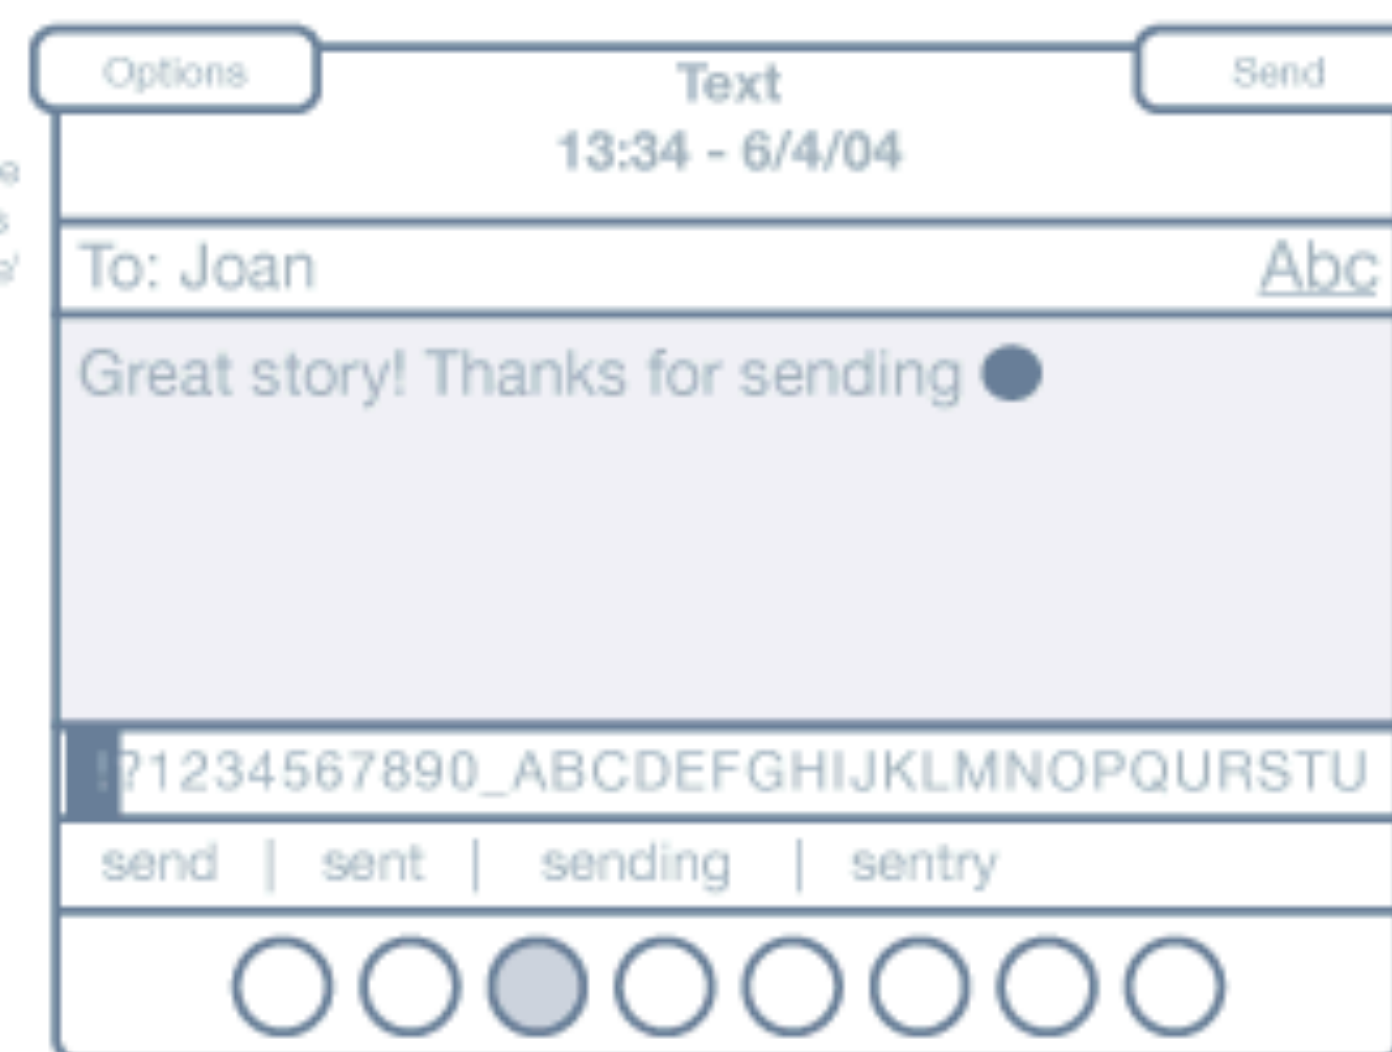 Options
Send
Text
13:34 - 6/4/04
To: Joan
Abc
Great story! Thanks for sending
!?1234567890_ABCDEFGHIJKLMNOPQURSTU
send | sent | sending | sentry